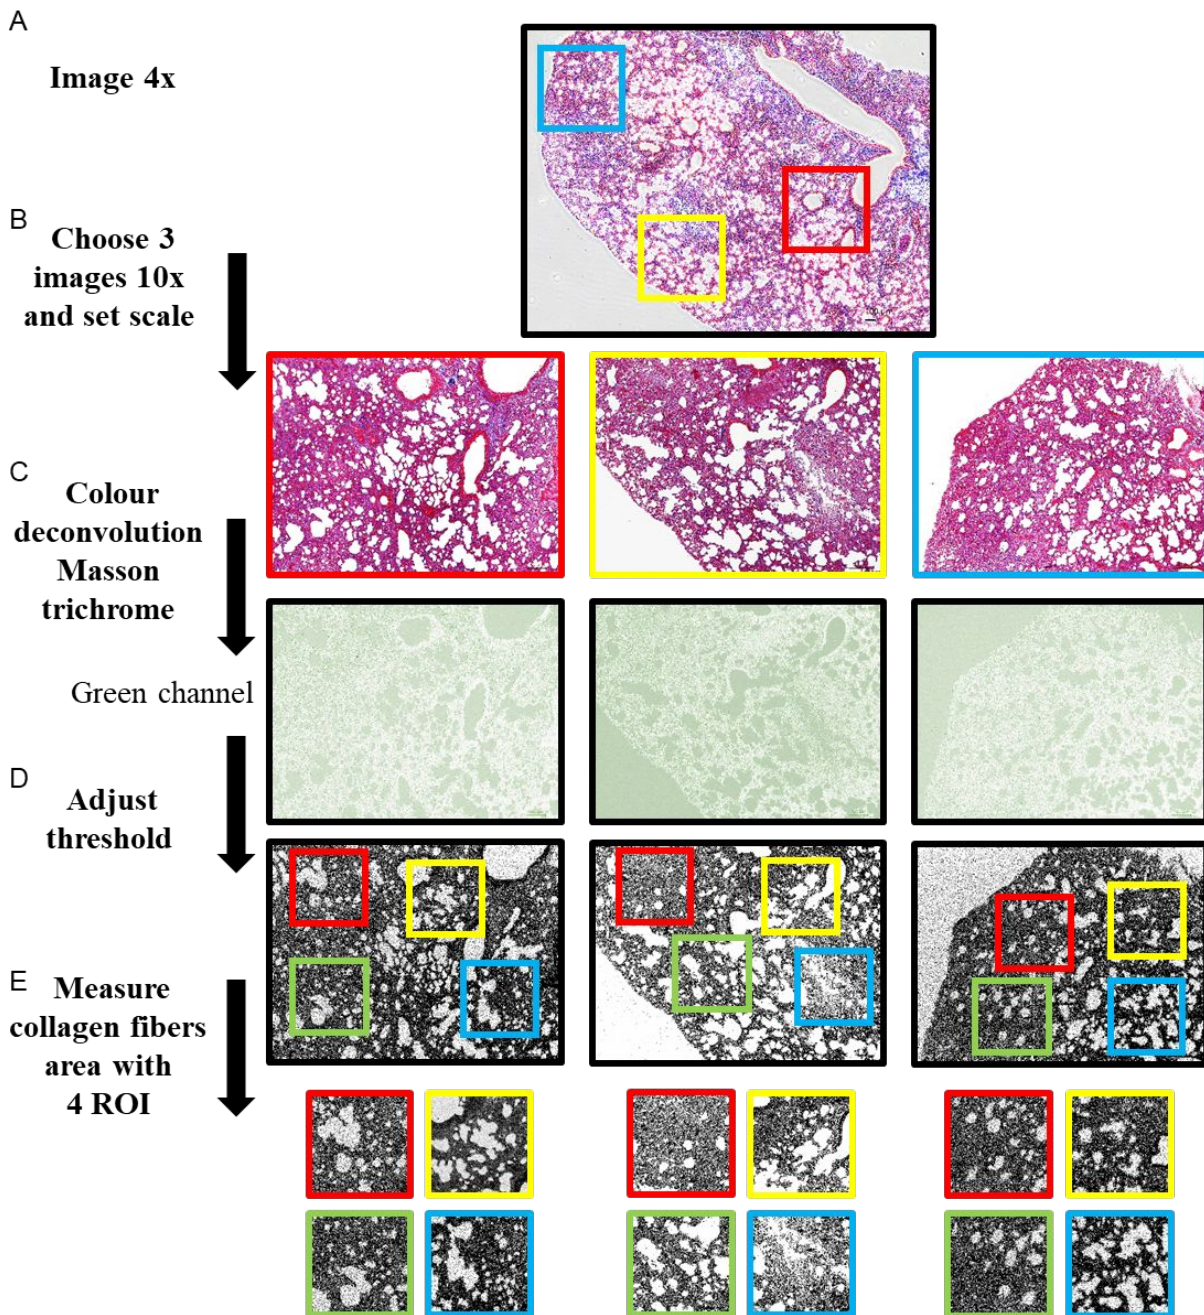 A
Image 4x
B
Choose 3
images 10x
and set scale
C
Colour
deconvolution
Masson
trichrome
Green channel
D
Adjust
threshold
E
Measure
collagen fibers
area with
4 ROI